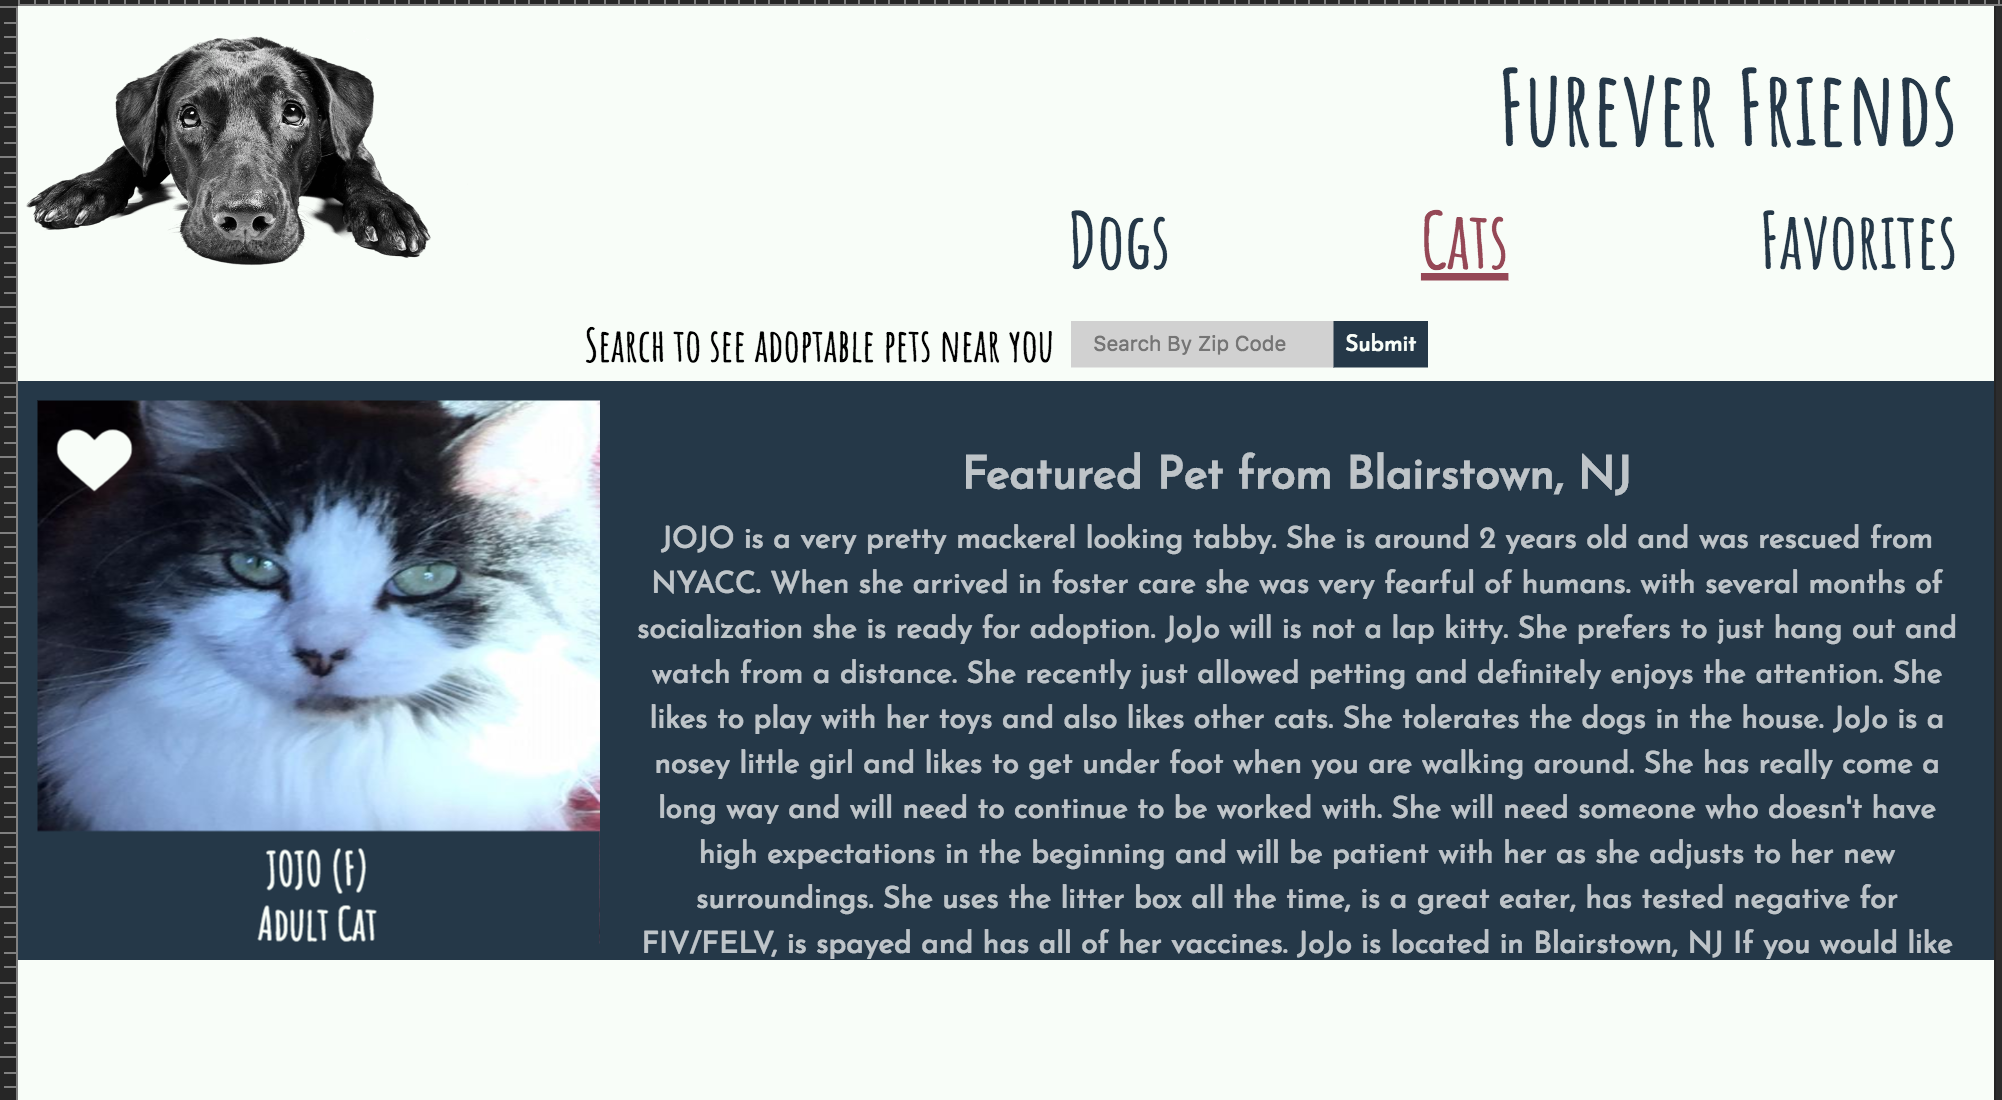 Furever Friends
Dogs
Cats
Favorites
Search to see adoptable pets near you
Search By Zip Code
Submit
Featured Pet from Blairstown, NJ
JOJO is a very pretty mackerel looking tabby. She is around 2 years old and was rescued from
NYACC. When she arrived in foster care she was very fearful of humans. with several months of
socialization she is ready for adoption. JoJo will is not a lap kitty. She prefers to just hang out and
watch from a distance. She recently just allowed petting and definitely enjoys the attention. She
likes to play with her toys and also likes other cats. She tolerates the dogs in the house. JoJo is a
nosey little girl and likes to get under foot when you are walking around. She has really come a
long way and will need to continue to be worked with. She will need someone who doesn't have
high expectations in the beginning and will be patient with her as she adjusts to her new
surroundings. She uses the litter box all the time, is a great eater, has tested negative for
FIV/FELV, is spayed and has all of her vaccines. JoJo is located in Blairstown, NJ If you would like
JOJO (F)
Adult Cat